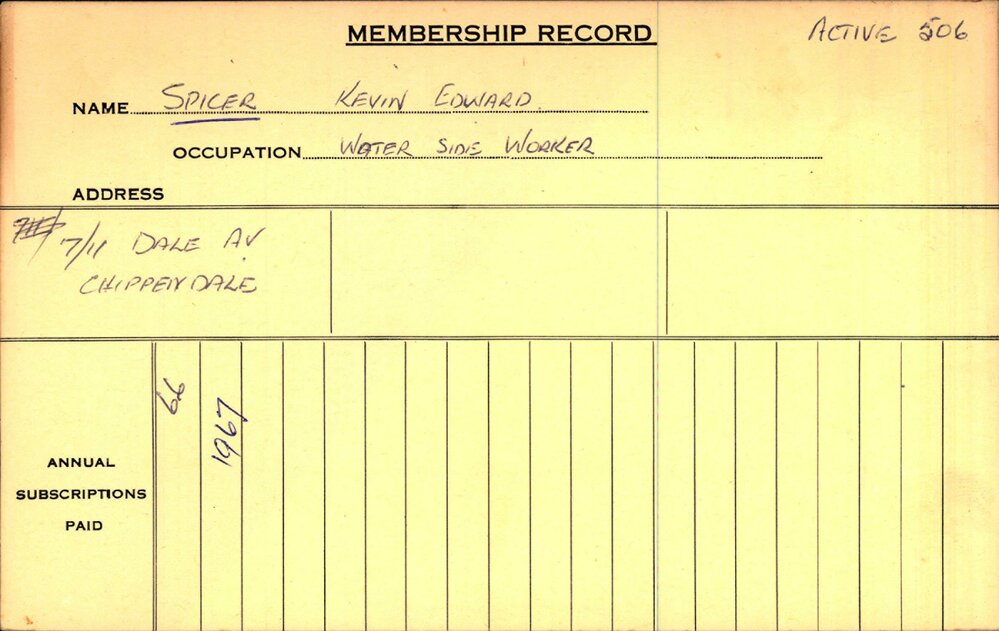 MEMBERSHIP RECORD
ACTIVE 506
NAME SPICER KEVIN EDWARD
OCCUPATION WATER SIDE WORKER
ADDRESS
7/11 DALE AV
CHIPPENDALE
66
1967
ANNUAL
SUBSCRIPTIONS
PAID